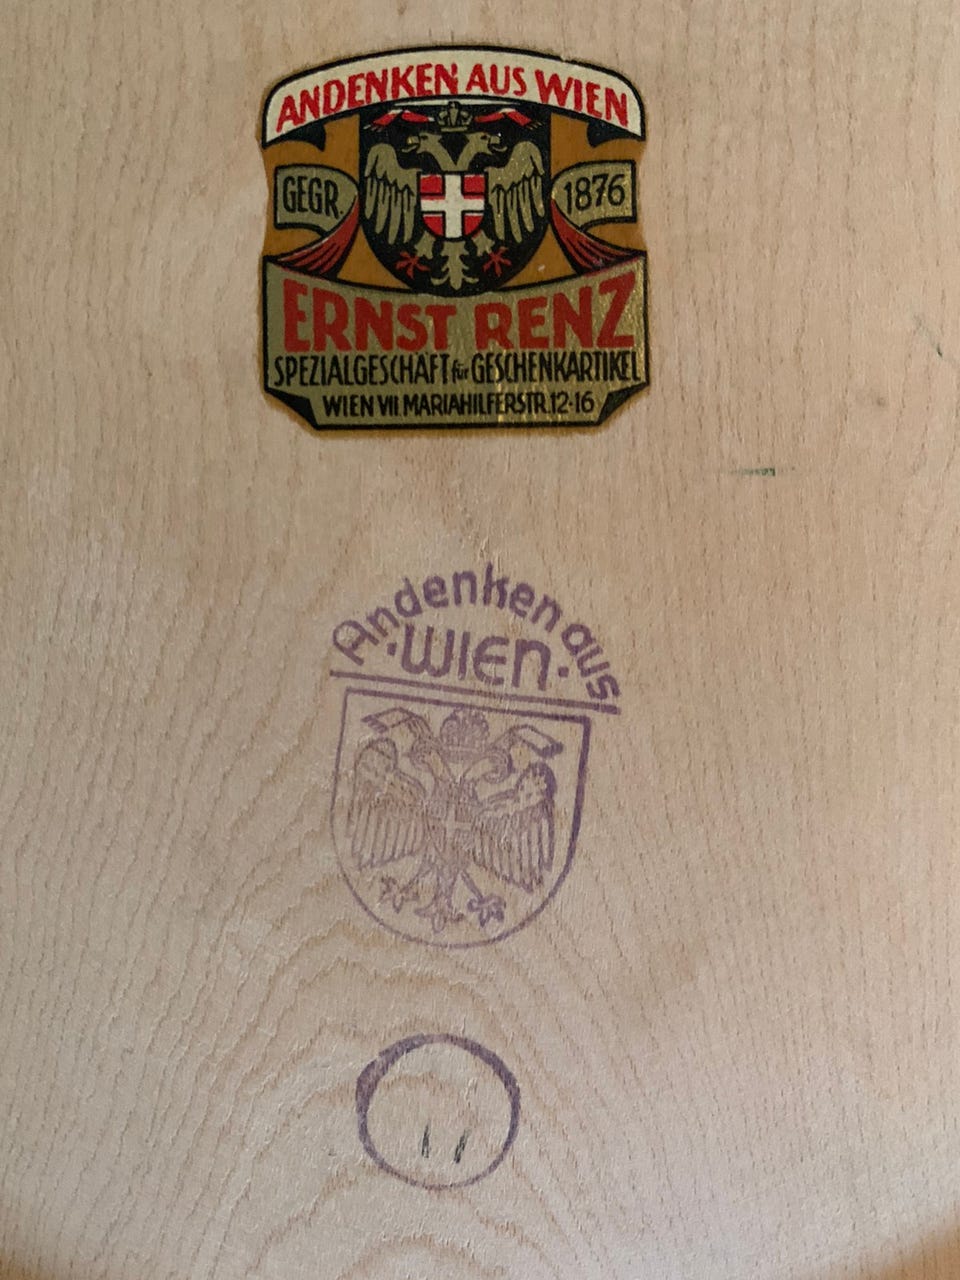 ANDENKEN AUS WIEN
GEGR. 1876
ERNST RENZ
SPEZIALGESCHÄFT für GESCHENKARTIKEL
WIEN VII MARIAHILFERSTR. 12-16
Andenken aus
·WIEN·